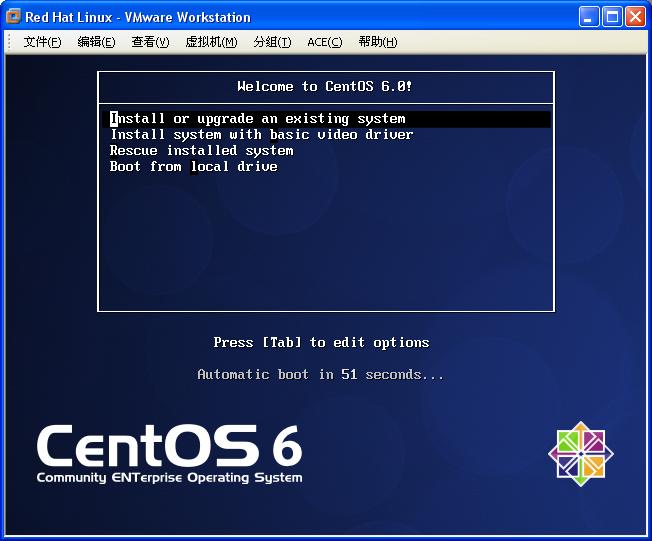 Red Hat Linux - VMware Workstation
文件(F) 编辑(E) 查看(V) 虚拟机(M) 分组(T) ACE(C) 帮助(H)
Welcome to CentOS 6.0!
Install or upgrade an existing system
Install system with basic video driver
Rescue installed system
Boot from local drive
Press [Tab] to edit options
Automatic boot in 51 seconds...
CentOS 6
Community ENTerprise Operating System